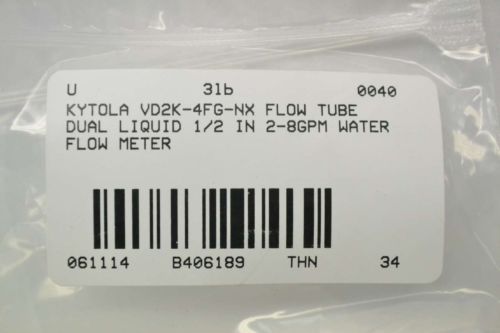 U 31b 0040
KYTOLA VD2K-4FG-NX FLOW TUBE
DUAL LIQUID 1/2 IN 2-8GPM WATER
FLOW METER
061114 B406189 THN 34